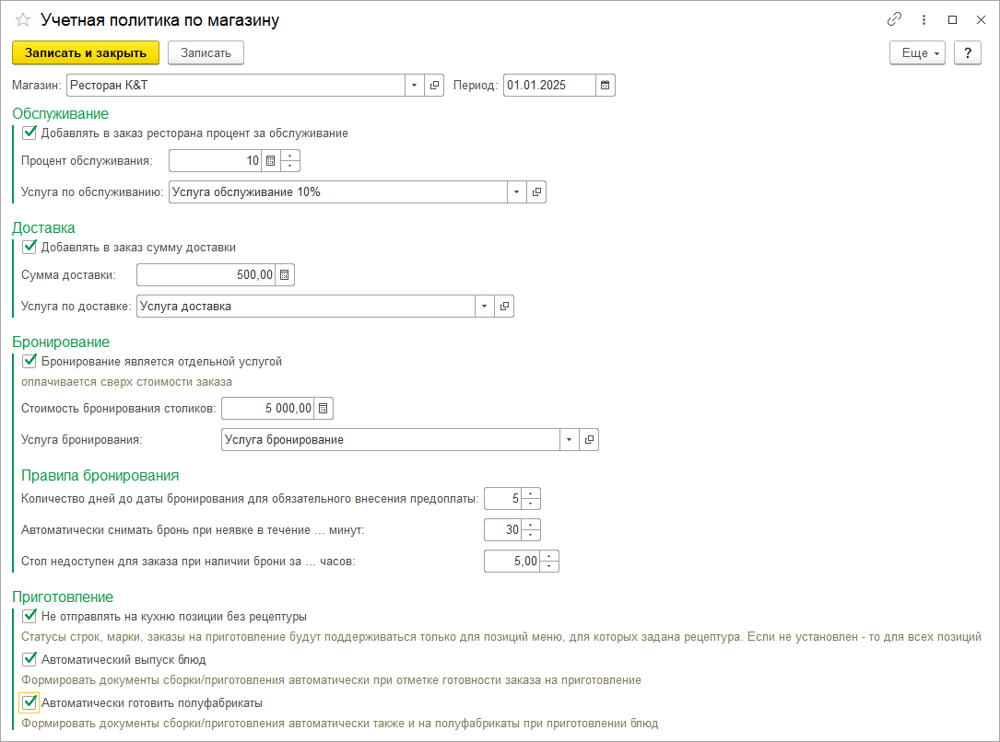 Учетная политика по магазину
Записать и закрыть Записать Еще ?
Магазин: Ресторан К&Т Период: 01.01.2025
Обслуживание
Добавлять в заказ ресторана процент за обслуживание
Процент обслуживания: 10
Услуга по обслуживанию: Услуга обслуживание 10%
Доставка
Добавлять в заказ сумму доставки
Сумма доставки: 500,00
Услуга по доставке: Услуга доставка
Бронирование
Бронирование является отдельной услугой
оплачивается сверх стоимости заказа
Стоимость бронирования столиков: 5 000,00
Услуга бронирования: Услуга бронирование
Правила бронирования
Количество дней до даты бронирования для обязательного внесения предоплаты: 5
Автоматически снимать бронь при неявке в течение ... минут: 30
Стол недоступен для заказа при наличии брони за ... часов: 5,00
Приготовление
Не отправлять на кухню позиции без рецептуры
Статусы строк, марки, заказы на приготовление будут поддерживаться только для позиций меню, для которых задана рецептура. Если не установлен - то для всех позиций
Автоматический выпуск блюд
Формировать документы сборки/приготовления автоматически при отметке готовности заказа на приготовление
Автоматически готовить полуфабрикаты
Формировать документы сборки/приготовления автоматически также и на полуфабрикаты при приготовлении блюд